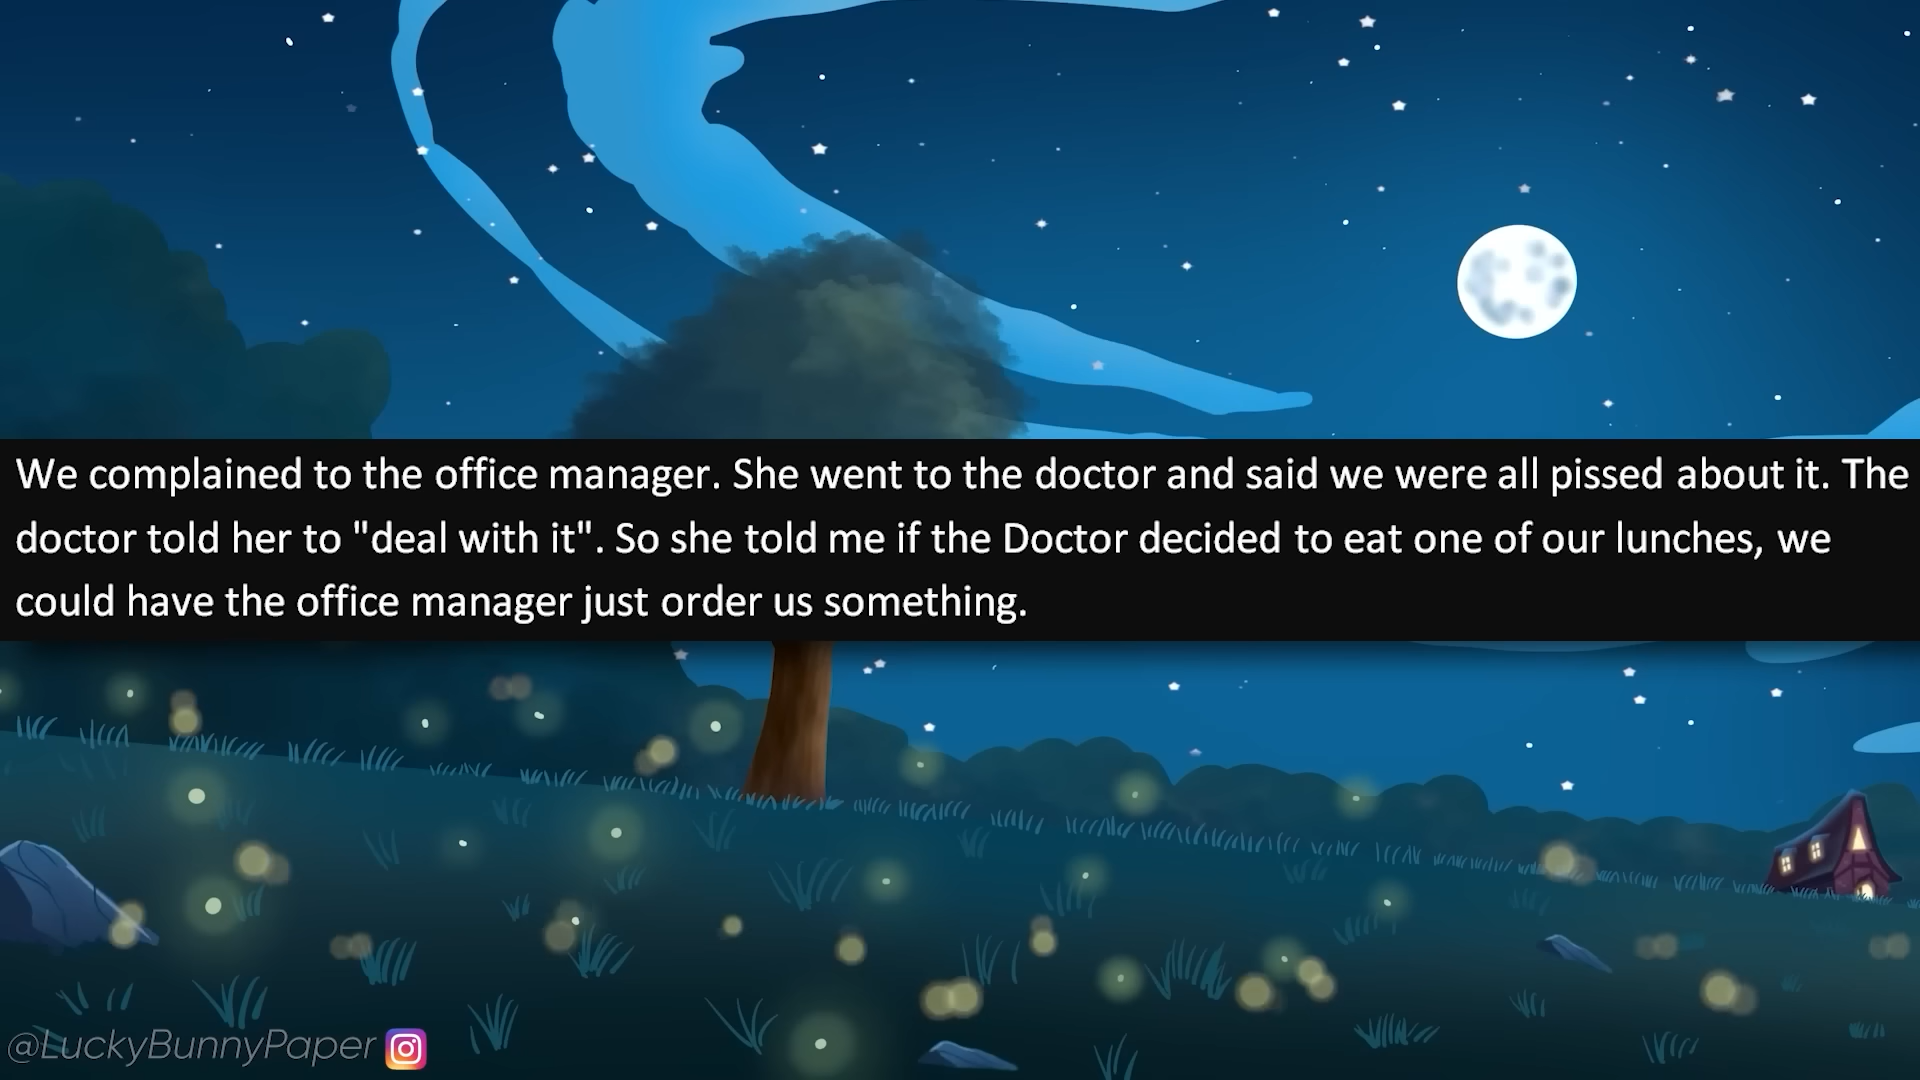 We complained to the office manager. She went to the doctor and said we were all pissed about it. The
doctor told her to "deal with it". So she told me if the Doctor decided to eat one of our lunches, we
could have the office manager just order us something.
@LuckyBunnyPaper